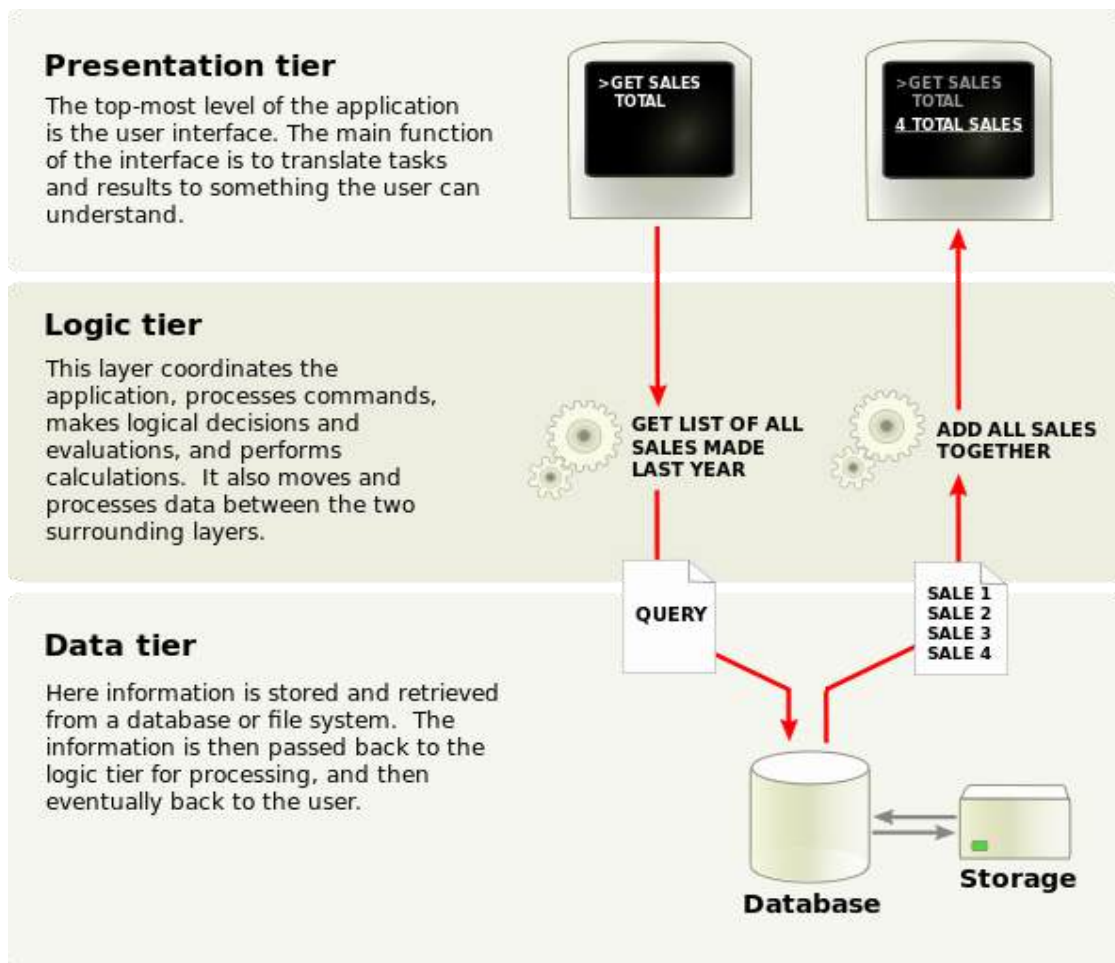 Presentation tier
The top-most level of the application
is the user interface. The main function
of the interface is to translate tasks
and results to something the user can
understand.
>GET SALES
TOTAL
>GET SALES
TOTAL
4 TOTAL SALES
Logic tier
This layer coordinates the
application, processes commands,
makes logical decisions and
evaluations, and performs
calculations.  It also moves and
processes data between the two
surrounding layers.
GET LIST OF ALL
SALES MADE
LAST YEAR
ADD ALL SALES
TOGETHER
QUERY
SALE 1
SALE 2
SALE 3
SALE 4
Data tier
Here information is stored and retrieved
from a database or file system.  The
information is then passed back to the
logic tier for processing, and then
eventually back to the user.
Database
Storage